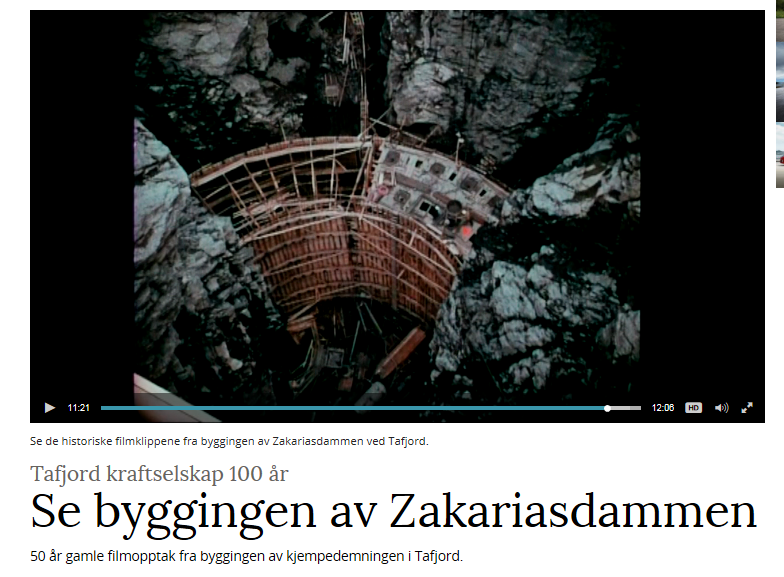 11:21
12:06
HD
Se de historiske filmklippene fra byggingen av Zakariasdammen ved Tafjord.
Tafjord kraftselskap 100 år
Se byggingen av Zakariasdammen
50 år gamle filmopptak fra byggingen av kjempedemningen i Tafjord.